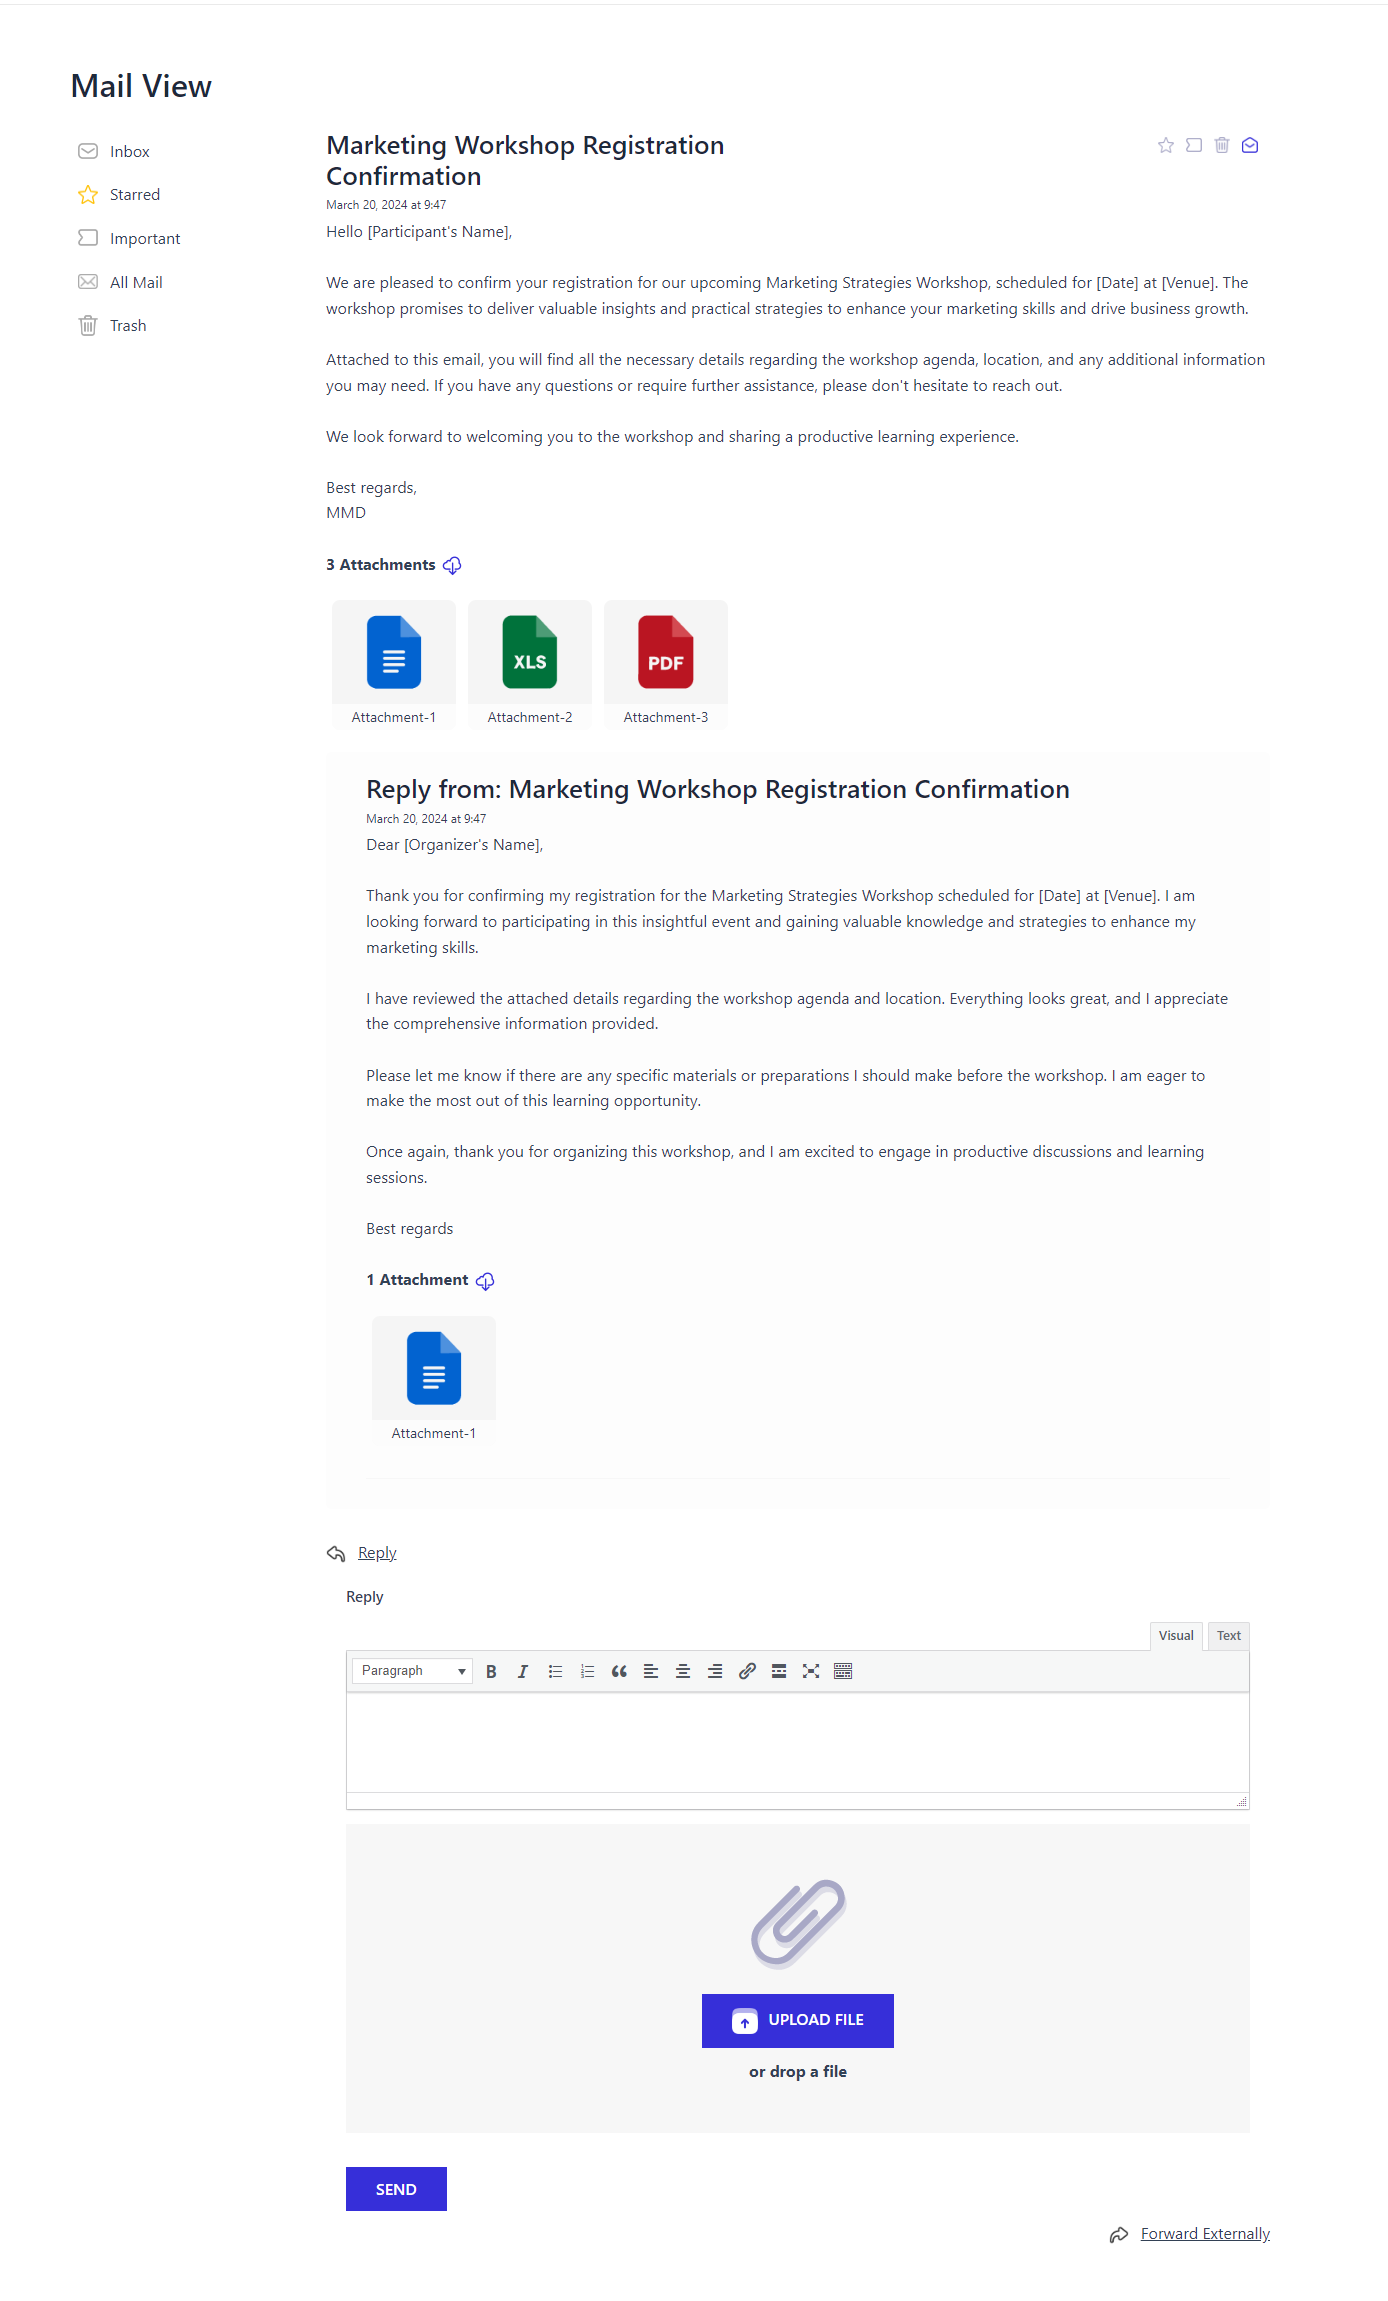 Mail View
Inbox
Starred
Important
All Mail
Trash
Marketing Workshop Registration
Confirmation
March 20, 2024 at 9:47
Hello [Participant's Name],
We are pleased to confirm your registration for our upcoming Marketing Strategies Workshop, scheduled for [Date] at [Venue]. The
workshop promises to deliver valuable insights and practical strategies to enhance your marketing skills and drive business growth.
Attached to this email, you will find all the necessary details regarding the workshop agenda, location, and any additional information
you may need. If you have any questions or require further assistance, please don't hesitate to reach out.
We look forward to welcoming you to the workshop and sharing a productive learning experience.
Best regards,
MMD
3 Attachments
XLS
PDF
Attachment-1
Attachment-2
Attachment-3
Reply from: Marketing Workshop Registration Confirmation
March 20, 2024 at 9:47
Dear [Organizer's Name],
Thank you for confirming my registration for the Marketing Strategies Workshop scheduled for [Date] at [Venue]. I am
looking forward to participating in this insightful event and gaining valuable knowledge and strategies to enhance my
marketing skills.
I have reviewed the attached details regarding the workshop agenda and location. Everything looks great, and I appreciate
the comprehensive information provided.
Please let me know if there are any specific materials or preparations I should make before the workshop. I am eager to
make the most out of this learning opportunity.
Once again, thank you for organizing this workshop, and I am excited to engage in productive discussions and learning
sessions.
Best regards
1 Attachment
Attachment-1
Reply
Reply
Visual
Text
Paragraph
UPLOAD FILE
or drop a file
SEND
Forward Externally